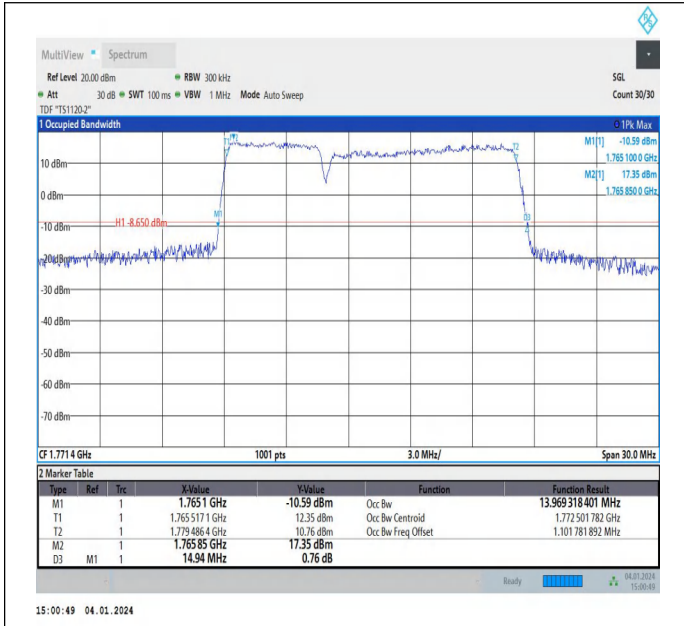 R S
MultiView Spectrum
Ref Level 20.00 dBm RBW 300 kHz SGL
Att 30 dB SWT 100 ms VBW 1 MHz Mode Auto Sweep Count 30/30
TDF "TS1120-2"
1 Occupied Bandwidth 1Pk Max
M1[1] -10.59 dBm
1.765 100 0 GHz
M2[1] 17.35 dBm
1.765 850 0 GHz
T1
T2
10 dBm
0 dBm
M1
D3
H1 -8.650 dBm
-10 dBm
-20 dBm
-30 dBm
-40 dBm
-50 dBm
-60 dBm
-70 dBm
CF 1.771 4 GHz 1001 pts 3.0 MHz/ Span 30.0 MHz
2 Marker Table
Type Ref Trc X-Value Y-Value Function Function Result
M1 1 1.765 1 GHz -10.59 dBm Occ Bw 13.969 318 401 MHz
T1 1 1.765 517 1 GHz 12.35 dBm Occ Bw Centroid 1.772 501 782 GHz
T2 1 1.779 486 4 GHz 10.76 dBm Occ Bw Freq Offset 1.101 781 892 MHz
M2 1 1.765 85 GHz 17.35 dBm
D3 M1 1 14.94 MHz 0.76 dB
Ready 04.01.2024
15:00:49
15:00:49 04.01.2024